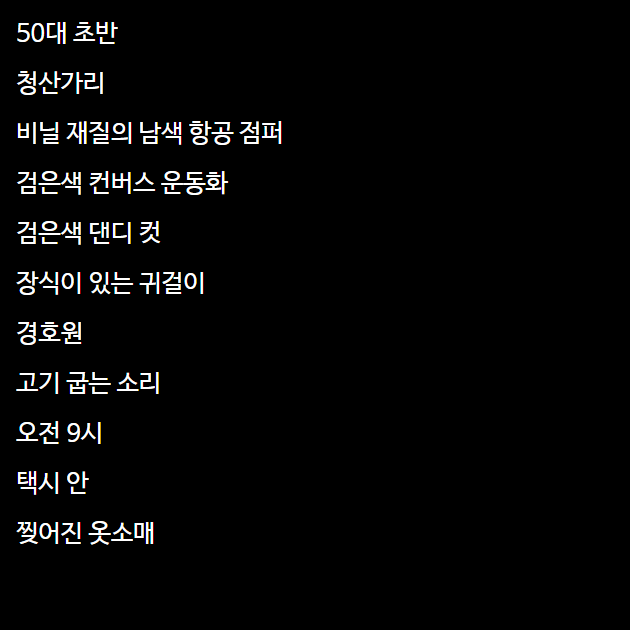 50대 초반
청산가리
비닐 재질의 남색 항공 점퍼
검은색 컨버스 운동화
검은색 댄디 컷
장식이 있는 귀걸이
경호원
고기 굽는 소리
오전 9시
택시 안
찢어진 옷소매